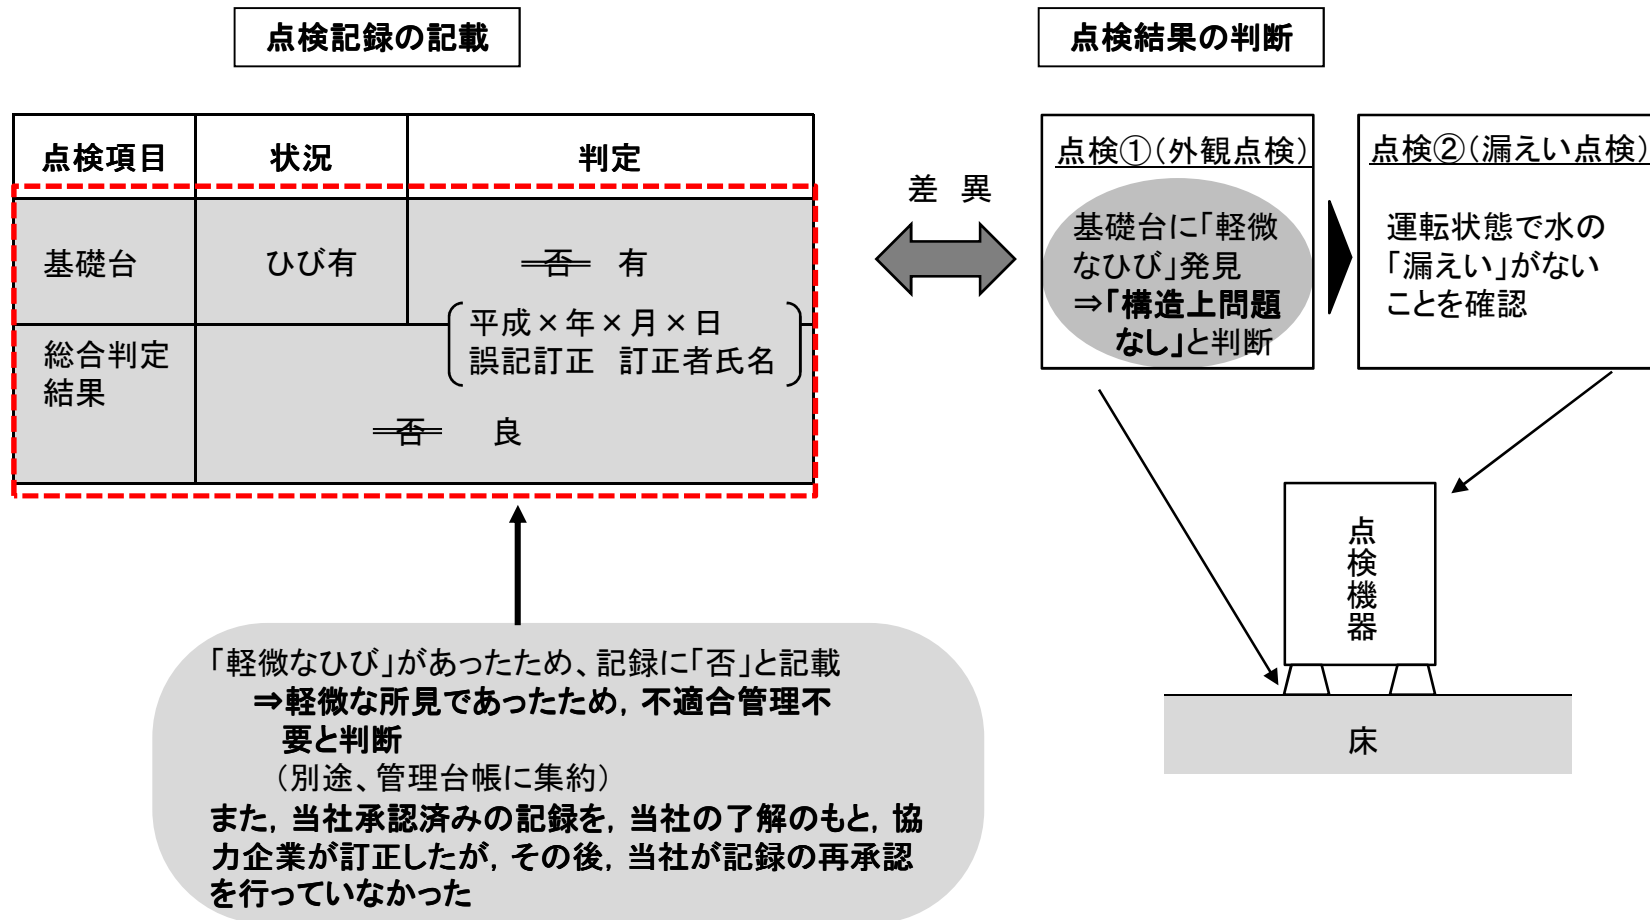 点検記録の記載
点検項目 状況 判定
基礎台 ひび有 否 有
平成×年×月×日
誤記訂正 訂正者氏名
総合判定
結果
否 良
「軽微なひび」があったため、記録に「否」と記載
⇒軽微な所見であったため，不適合管理不
要と判断
（別途、管理台帳に集約）
また，当社承認済みの記録を，当社の了解のもと，協
力企業が訂正したが，その後，当社が記録の再承認
を行っていなかった
差 異
点検結果の判断
点検①（外観点検）
基礎台に「軽微
なひび」発見
⇒「構造上問題
なし」と判断
点検②（漏えい点検）
運転状態で水の
「漏えい」がない
ことを確認
点検機器
床